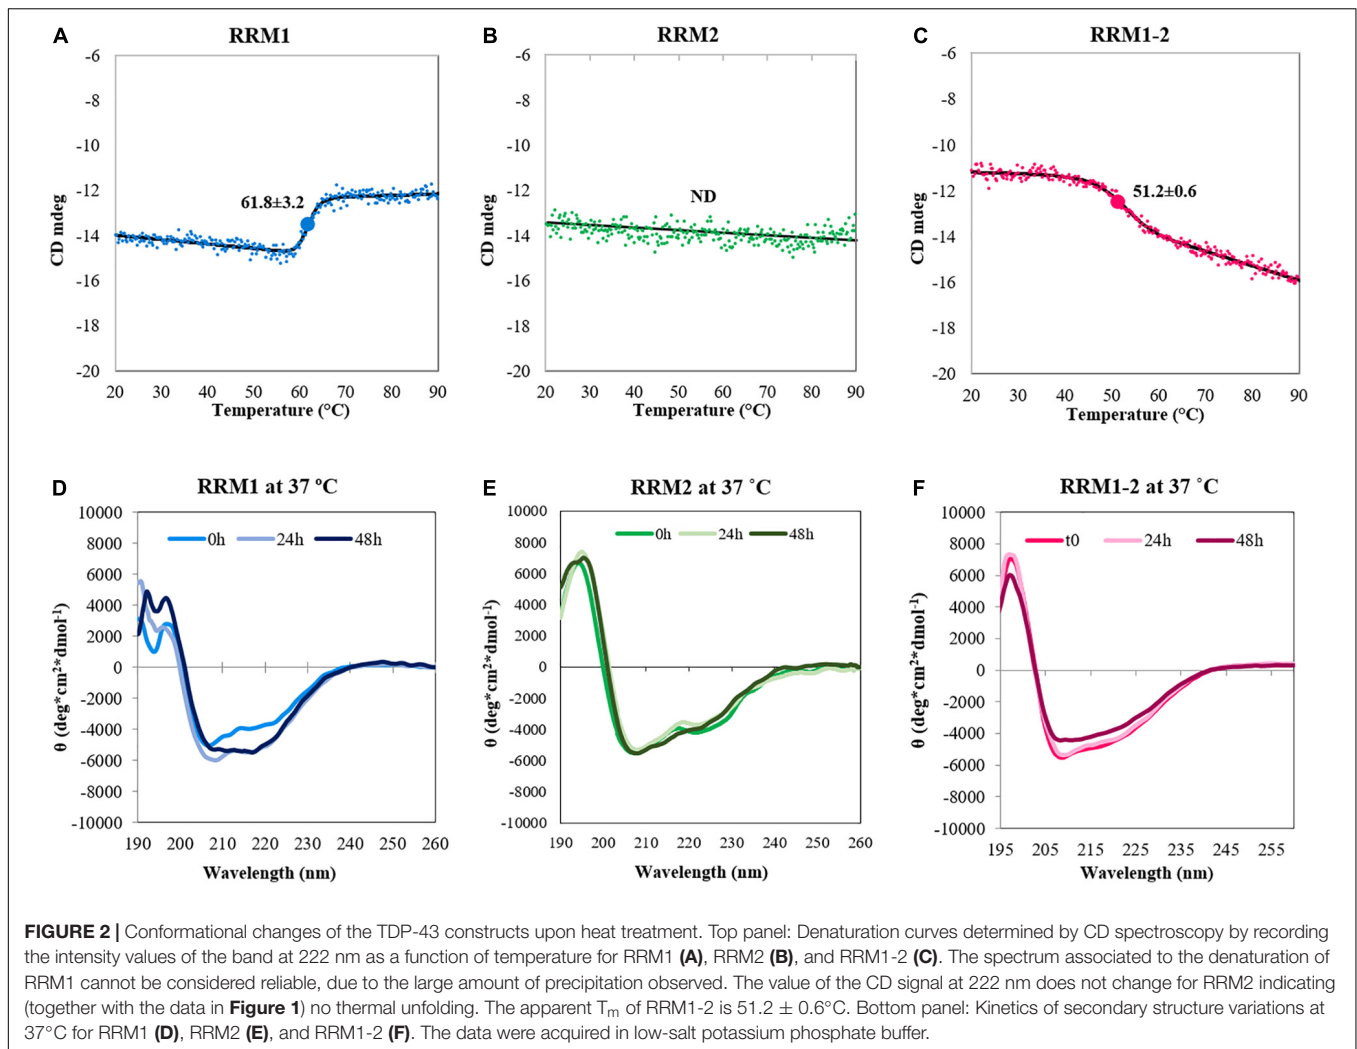 A
RRM1
-6
-8
-10
-12
-14
-16
-18
-20
CD mdeg
61.8±3.2
20 30 40 50 60 70 80 90
Temperature (°C)
B
RRM2
-6
-8
-10
-12
-14
-16
-18
-20
CD mdeg
ND
20 30 40 50 60 70 80 90
Temperature (°C)
C
RRM1-2
-6
-8
-10
-12
-14
-16
-18
-20
CD mdeg
51.2±0.6
20 30 40 50 60 70 80 90
Temperature (°C)
D
RRM1 at 37 ºC
10000
8000
6000
4000
2000
0
-2000
-4000
-6000
-8000
-10000
θ (deg*cm²*dmol⁻¹)
0h 24h 48h
190 200 210 220 230 240 250 260
Wavelength (nm)
E
RRM2 at 37 ˚C
10000
8000
6000
4000
2000
0
-2000
-4000
-6000
-8000
-10000
θ (deg*cm²*dmol⁻¹)
0h 24h 48h
190 200 210 220 230 240 250 260
Wavelength (nm)
F
RRM1-2 at 37 ˚C
10000
8000
6000
4000
2000
0
-2000
-4000
-6000
-8000
-10000
θ (deg*cm²*dmol⁻¹)
t0 24h 48h
195 205 215 225 235 245 255
Wavelength (nm)
FIGURE 2 | Conformational changes of the TDP-43 constructs upon heat treatment. Top panel: Denaturation curves determined by CD spectroscopy by recording
the intensity values of the band at 222 nm as a function of temperature for RRM1 (A), RRM2 (B), and RRM1-2 (C). The spectrum associated to the denaturation of
RRM1 cannot be considered reliable, due to the large amount of precipitation observed. The value of the CD signal at 222 nm does not change for RRM2 indicating
(together with the data in Figure 1) no thermal unfolding. The apparent Tₘ of RRM1-2 is 51.2 ± 0.6°C. Bottom panel: Kinetics of secondary structure variations at
37°C for RRM1 (D), RRM2 (E), and RRM1-2 (F). The data were acquired in low-salt potassium phosphate buffer.